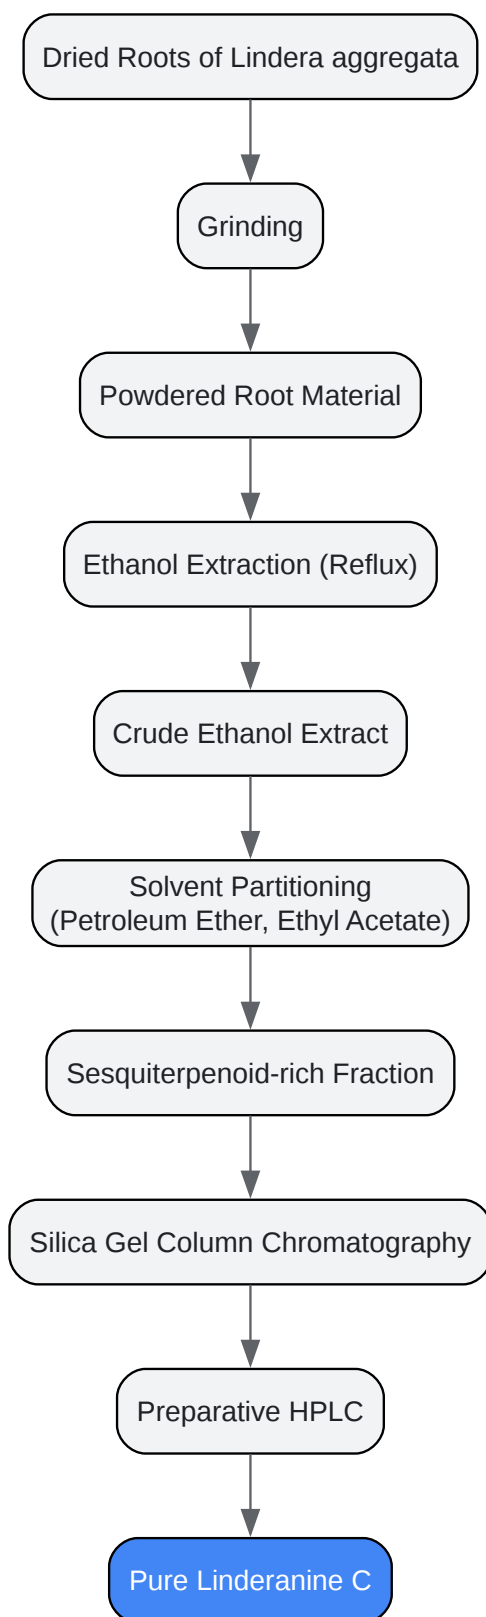 Dried Roots of Lindera aggregata
Grinding
Powdered Root Material
Ethanol Extraction (Reflux)
Crude Ethanol Extract
Solvent Partitioning
(Petroleum Ether, Ethyl Acetate)
Sesquiterpenoid-rich Fraction
Silica Gel Column Chromatography
Preparative HPLC
Pure Linderanine C